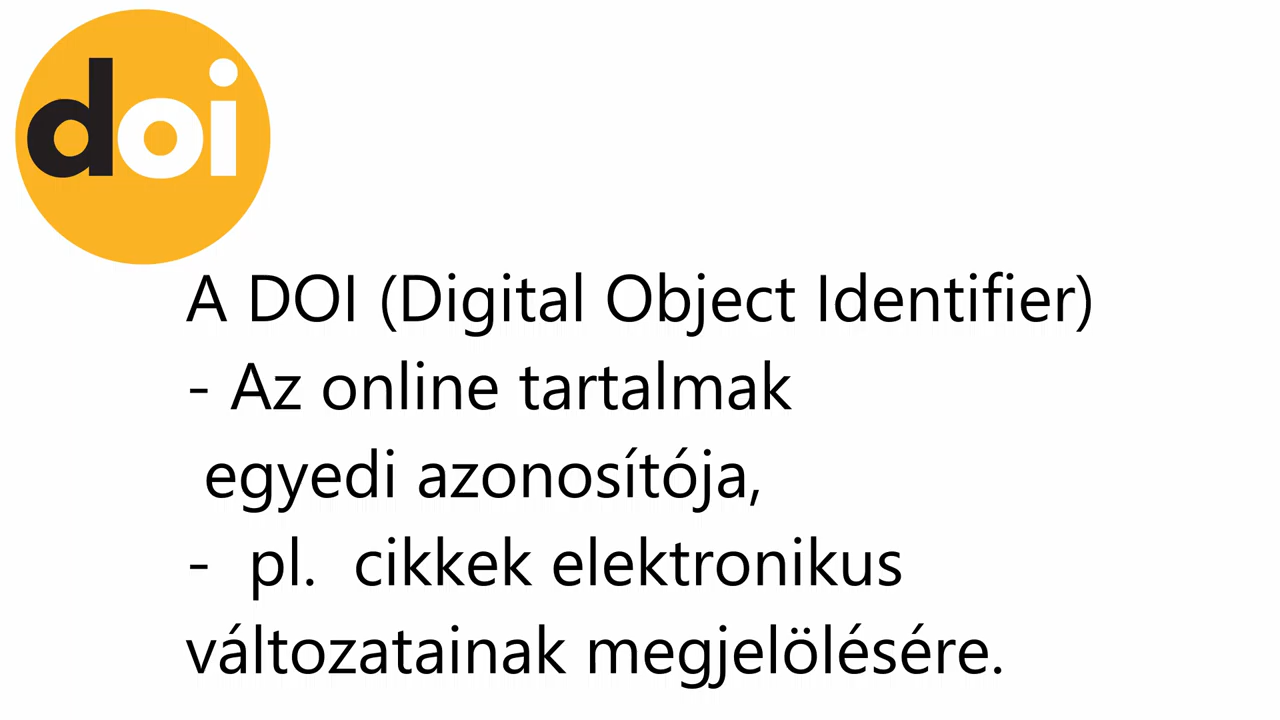 doi
A DOI (Digital Object Identifier)
- Az online tartalmak
egyedi azonosítója,
- pl. cikkek elektronikus
változatainak megjelölésére.